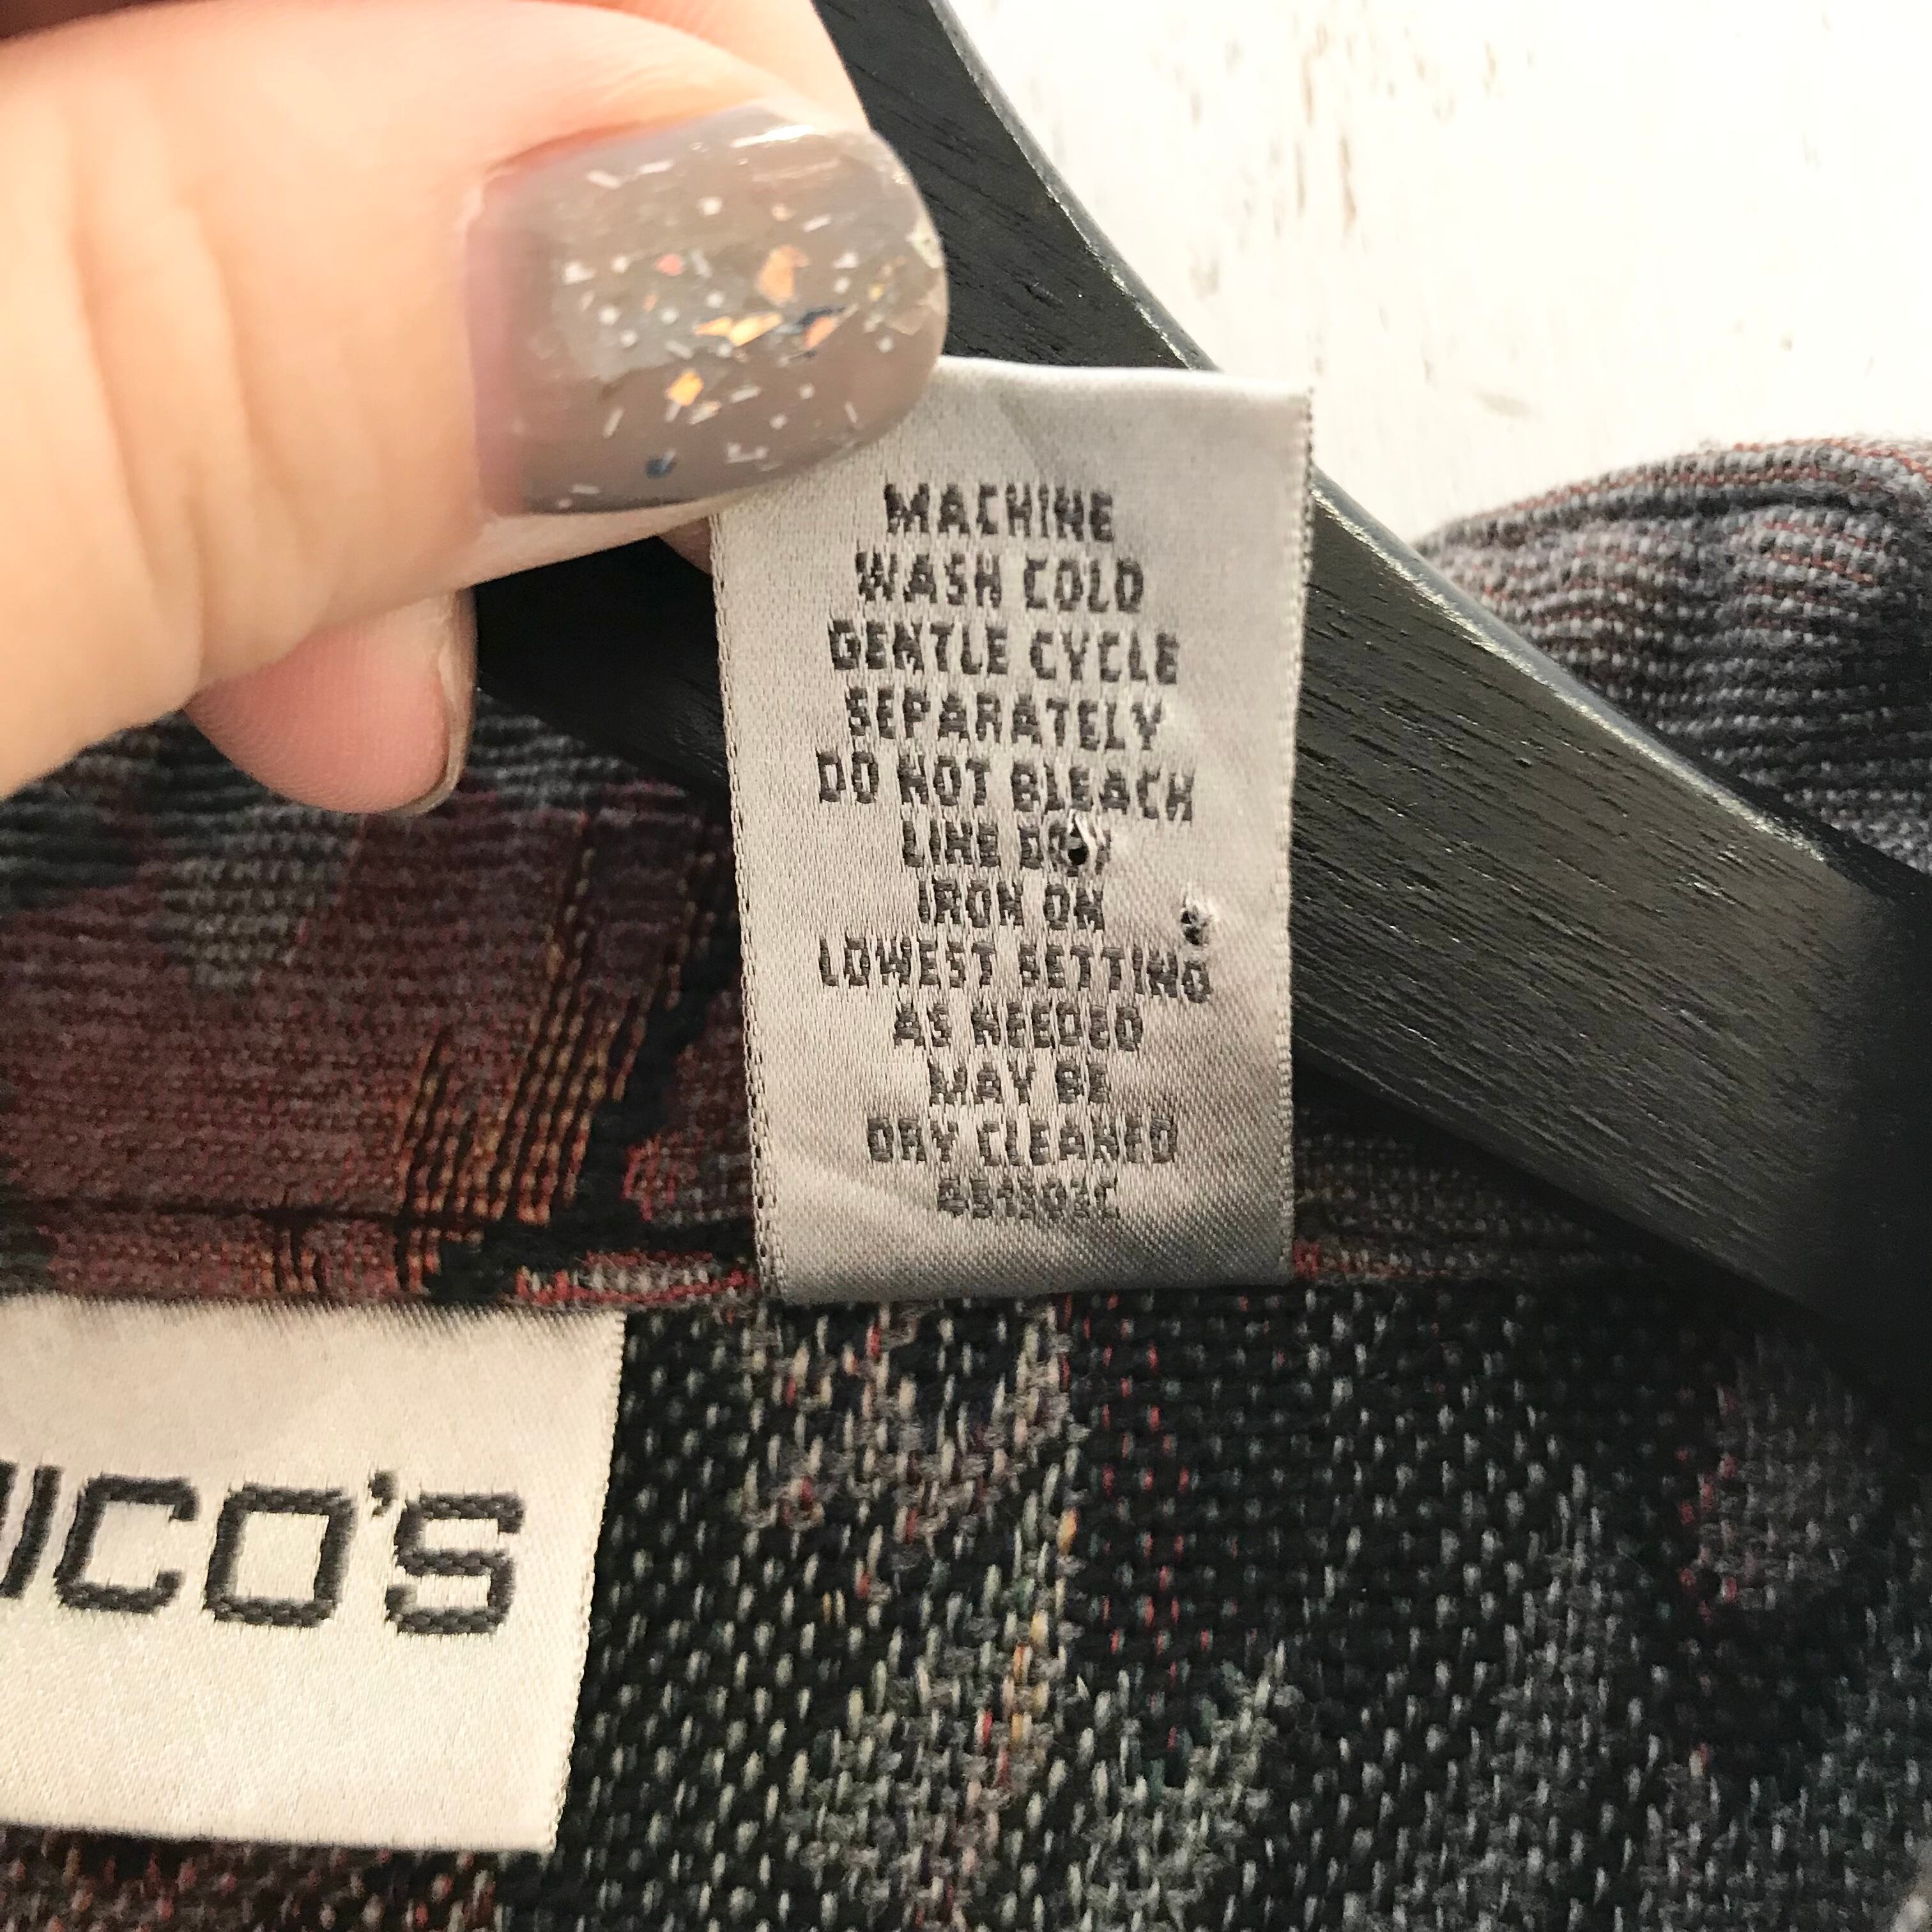 MACHINE
WASH COLD
GENTLE CYCLE
SEPARATELY
DO NOT BLEACH
LINE DRY
IRON ON
LOWEST SETTING
AS NEEDED
MAY BE
DRY CLEANED
ICO'S